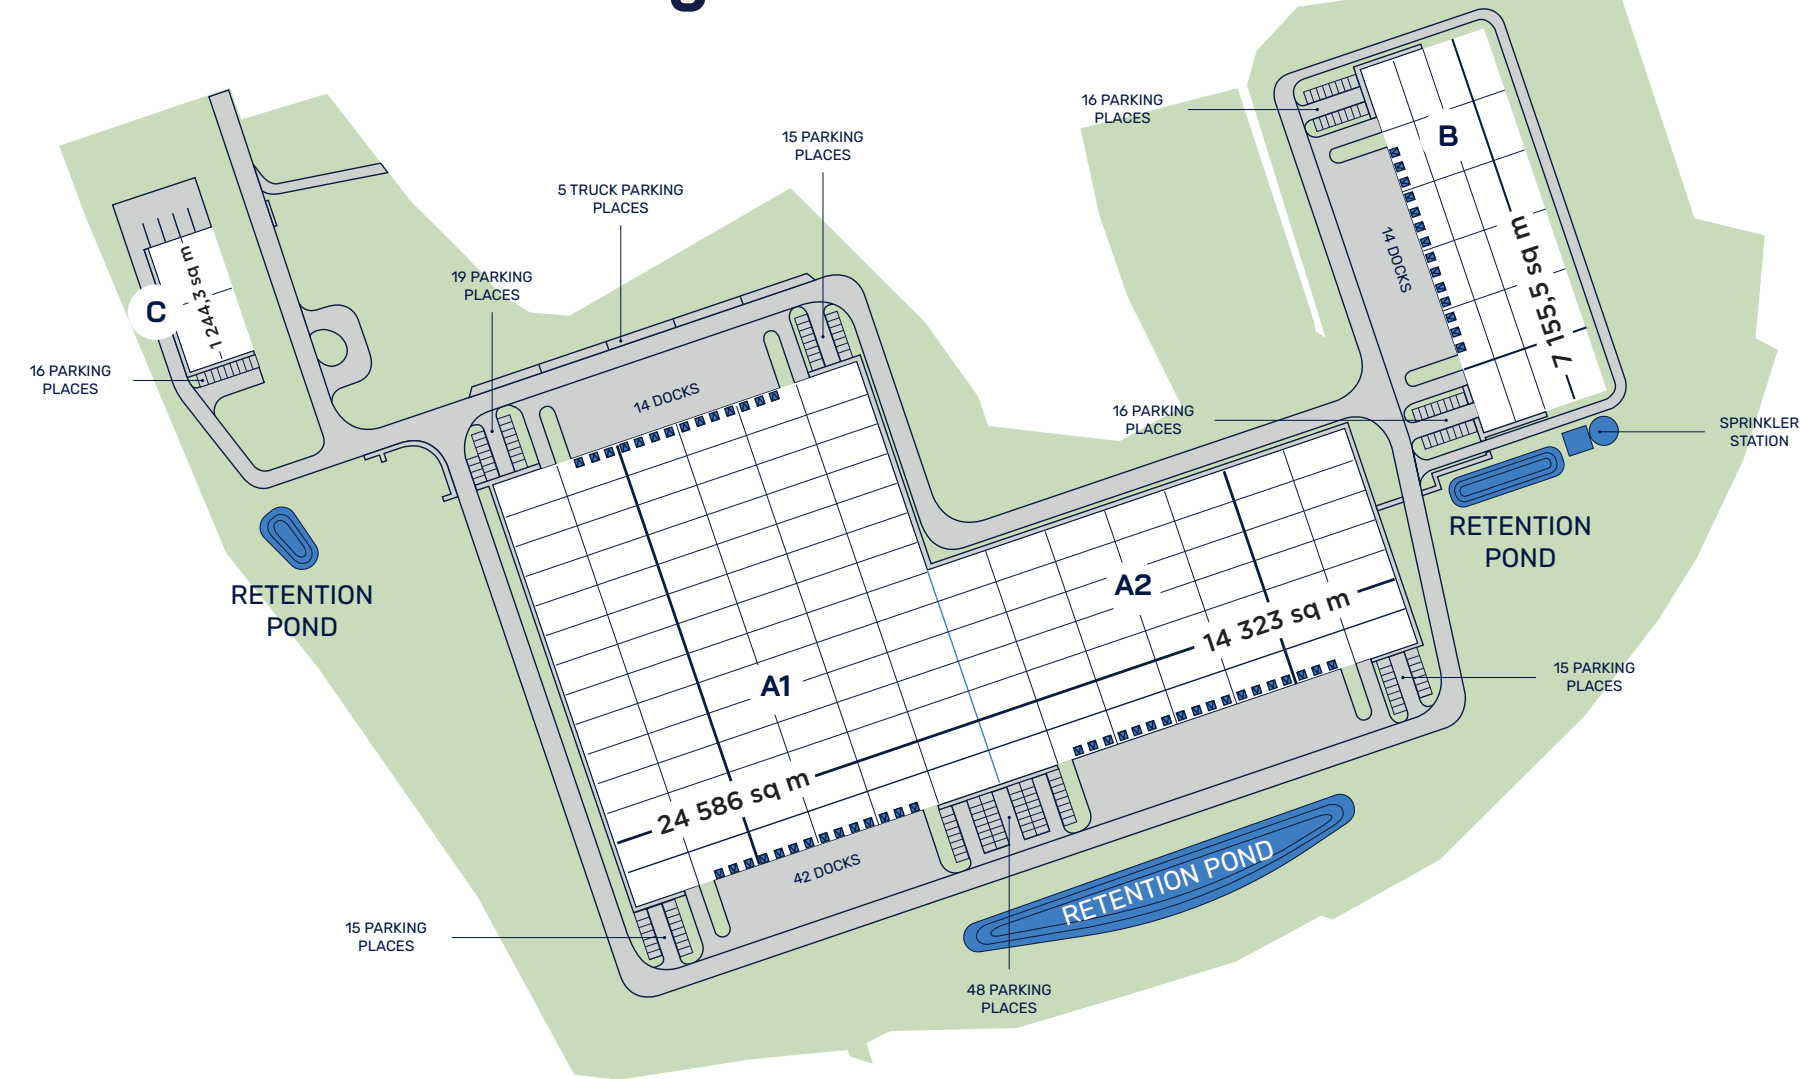 16 PARKING
PLACES
15 PARKING
PLACES
B
5 TRUCK PARKING
PLACES
14 DOCKS
7 155,5 sq m
19 PARKING
PLACES
1 244,3 sq m
C
16 PARKING
PLACES
14 DOCKS
16 PARKING
PLACES
SPRINKLER
STATION
RETENTION
POND
RETENTION
POND
A2
14 323 sq m
A1
15 PARKING
PLACES
24 586 sq m
42 DOCKS
RETENTION POND
15 PARKING
PLACES
48 PARKING
PLACES